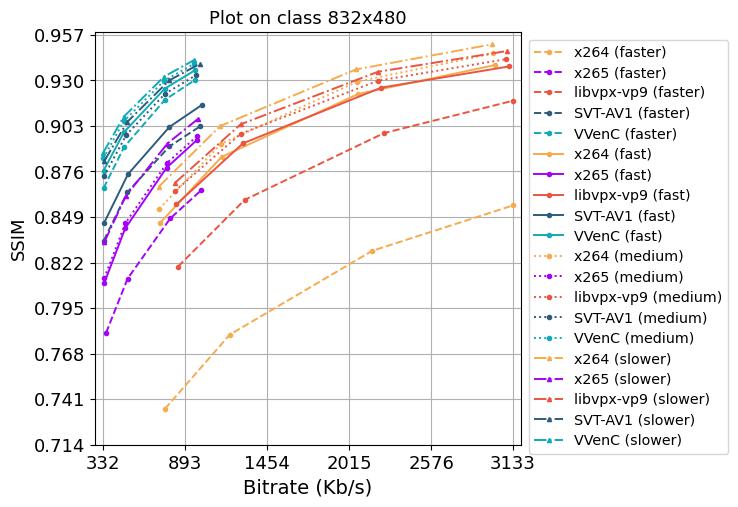 Plot on class 832x480
0.957
0.930
0.903
0.876
0.849
0.822
0.795
0.768
0.741
0.714
SSIM
332 893 1454 2015 2576 3133
Bitrate (Kb/s)
x264 (faster)
x265 (faster)
libvpx-vp9 (faster)
SVT-AV1 (faster)
VVenC (faster)
x264 (fast)
x265 (fast)
libvpx-vp9 (fast)
SVT-AV1 (fast)
VVenC (fast)
x264 (medium)
x265 (medium)
libvpx-vp9 (medium)
SVT-AV1 (medium)
VVenC (medium)
x264 (slower)
x265 (slower)
libvpx-vp9 (slower)
SVT-AV1 (slower)
VVenC (slower)